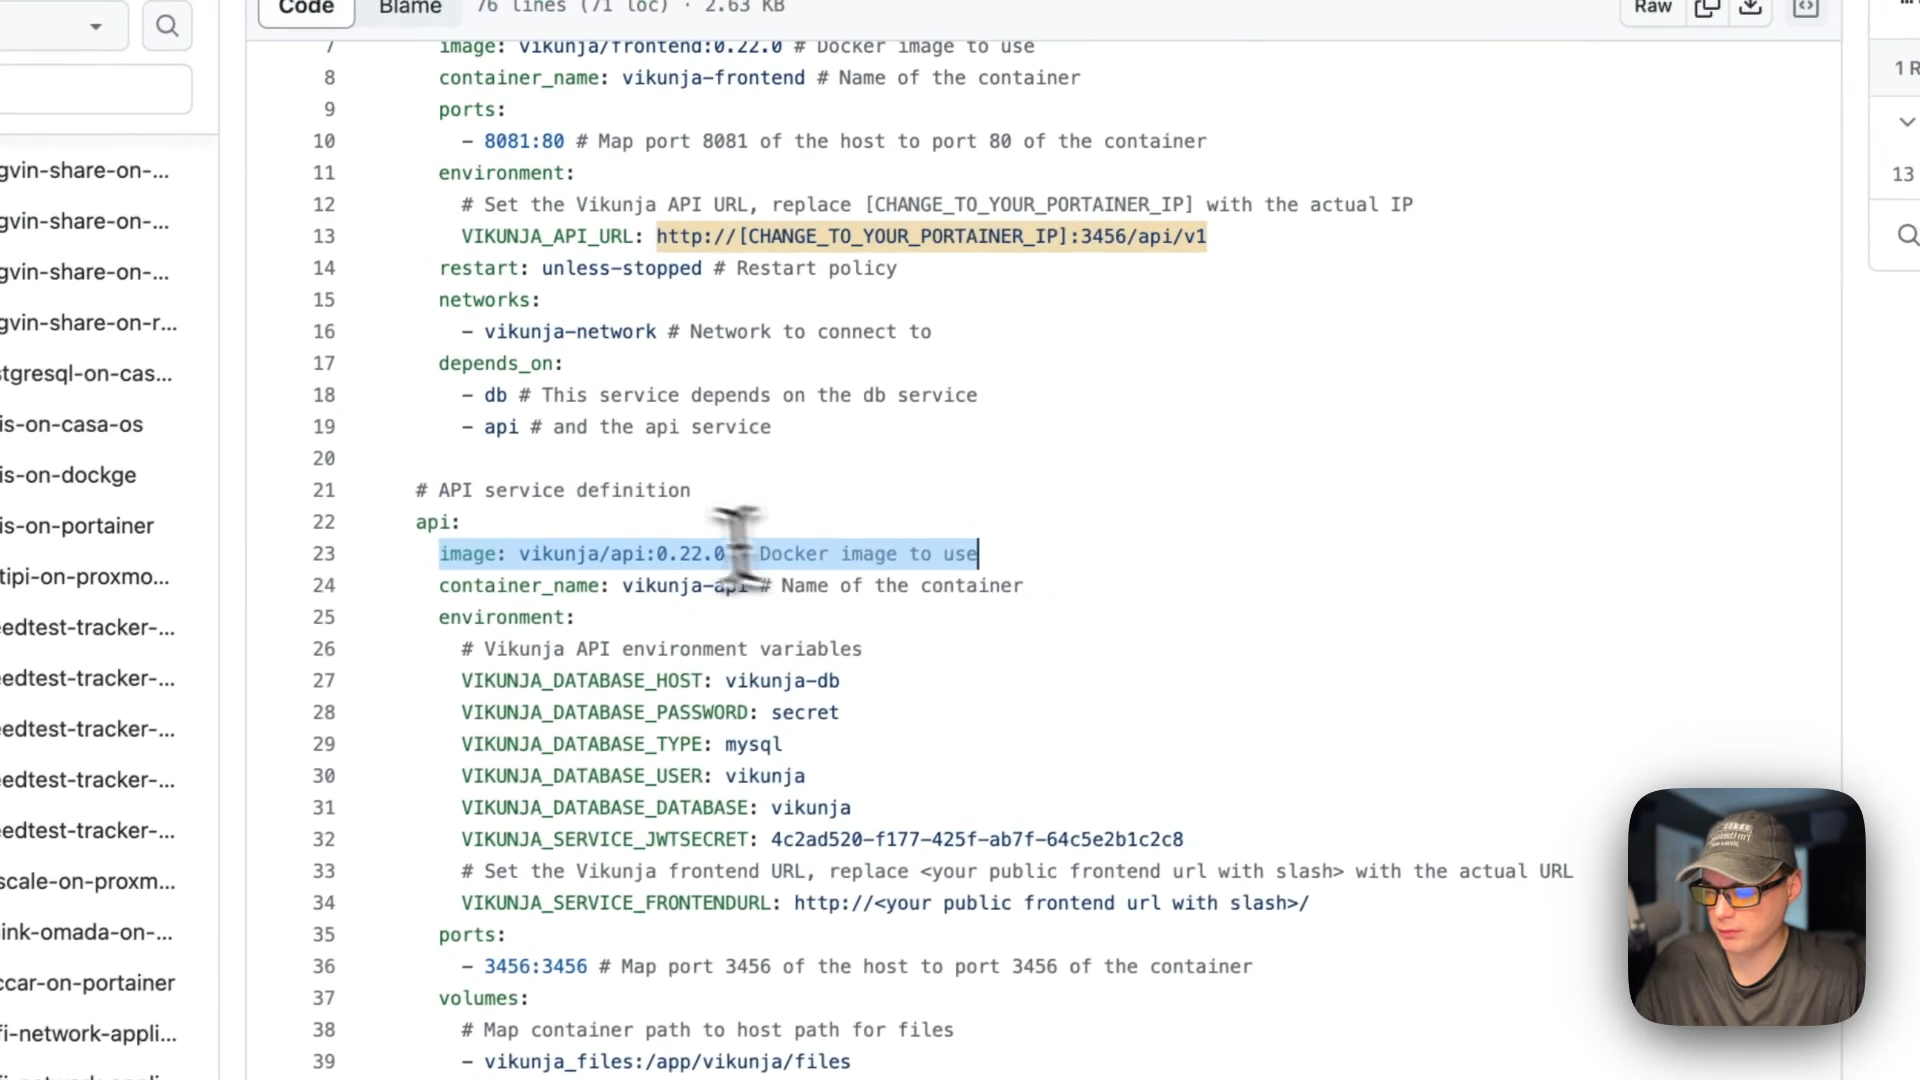 Code Blame 76 lines (71 loc) · 2.63 KB Raw
1 R
13
gvin-share-on-...
gvin-share-on-...
gvin-share-on-...
gvin-share-on-r...
stgresql-on-cas...
is-on-casa-os
is-on-dockge
is-on-portainer
tipi-on-proxmo...
edtest-tracker-...
edtest-tracker-...
edtest-tracker-...
edtest-tracker-...
edtest-tracker-...
scale-on-proxm...
ink-omada-on-...
ccar-on-portainer
fi-network-appli...
7 image: vikunja/frontend:0.22.0 # Docker image to use
8 container_name: vikunja-frontend # Name of the container
9 ports:
10 - 8081:80 # Map port 8081 of the host to port 80 of the container
11 environment:
12 # Set the Vikunja API URL, replace [CHANGE_TO_YOUR_PORTAINER_IP] with the actual IP
13 VIKUNJA_API_URL: http://[CHANGE_TO_YOUR_PORTAINER_IP]:3456/api/v1
14 restart: unless-stopped # Restart policy
15 networks:
16 - vikunja-network # Network to connect to
17 depends_on:
18 - db # This service depends on the db service
19 - api # and the api service
20
21 # API service definition
22 api:
23 image: vikunja/api:0.22.0 Docker image to use
24 container_name: vikunja-api # Name of the container
25 environment:
26 # Vikunja API environment variables
27 VIKUNJA_DATABASE_HOST: vikunja-db
28 VIKUNJA_DATABASE_PASSWORD: secret
29 VIKUNJA_DATABASE_TYPE: mysql
30 VIKUNJA_DATABASE_USER: vikunja
31 VIKUNJA_DATABASE_DATABASE: vikunja
32 VIKUNJA_SERVICE_JWTSECRET: 4c2ad520-f177-425f-ab7f-64c5e2b1c2c8
33 # Set the Vikunja frontend URL, replace <your public frontend url with slash> with the actual URL
34 VIKUNJA_SERVICE_FRONTENDURL: http://<your public frontend url with slash>/
35 ports:
36 - 3456:3456 # Map port 3456 of the host to port 3456 of the container
37 volumes:
38 # Map container path to host path for files
39 - vikunja_files:/app/vikunja/files